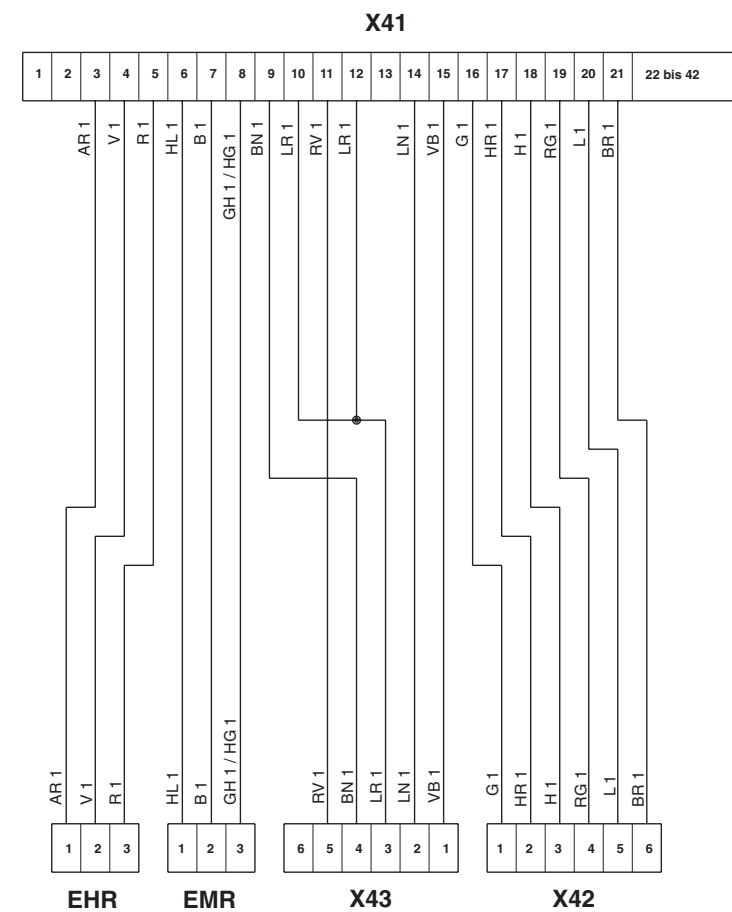 X41
1 2 3 4 5 6 7 8 9 10 11 12 13 14 15 16 17 18 19 20 21 22 bis 42
AR 1 V 1 R 1 HL 1 B 1 GH 1 / HG 1 BN 1 LR 1 RV 1 LR 1 LN 1 VB 1 G 1 HR 1 H 1 RG 1 L 1 BR 1
AR 1 V 1 R 1 HL 1 B 1 GH 1 / HG 1 RV 1 BN 1 LR 1 LN 1 VB 1 G 1 HR 1 H 1 RG 1 L 1 BR 1
1 2 3 1 2 3 6 5 4 3 2 1 1 2 3 4 5 6
EHR EMR X43 X42